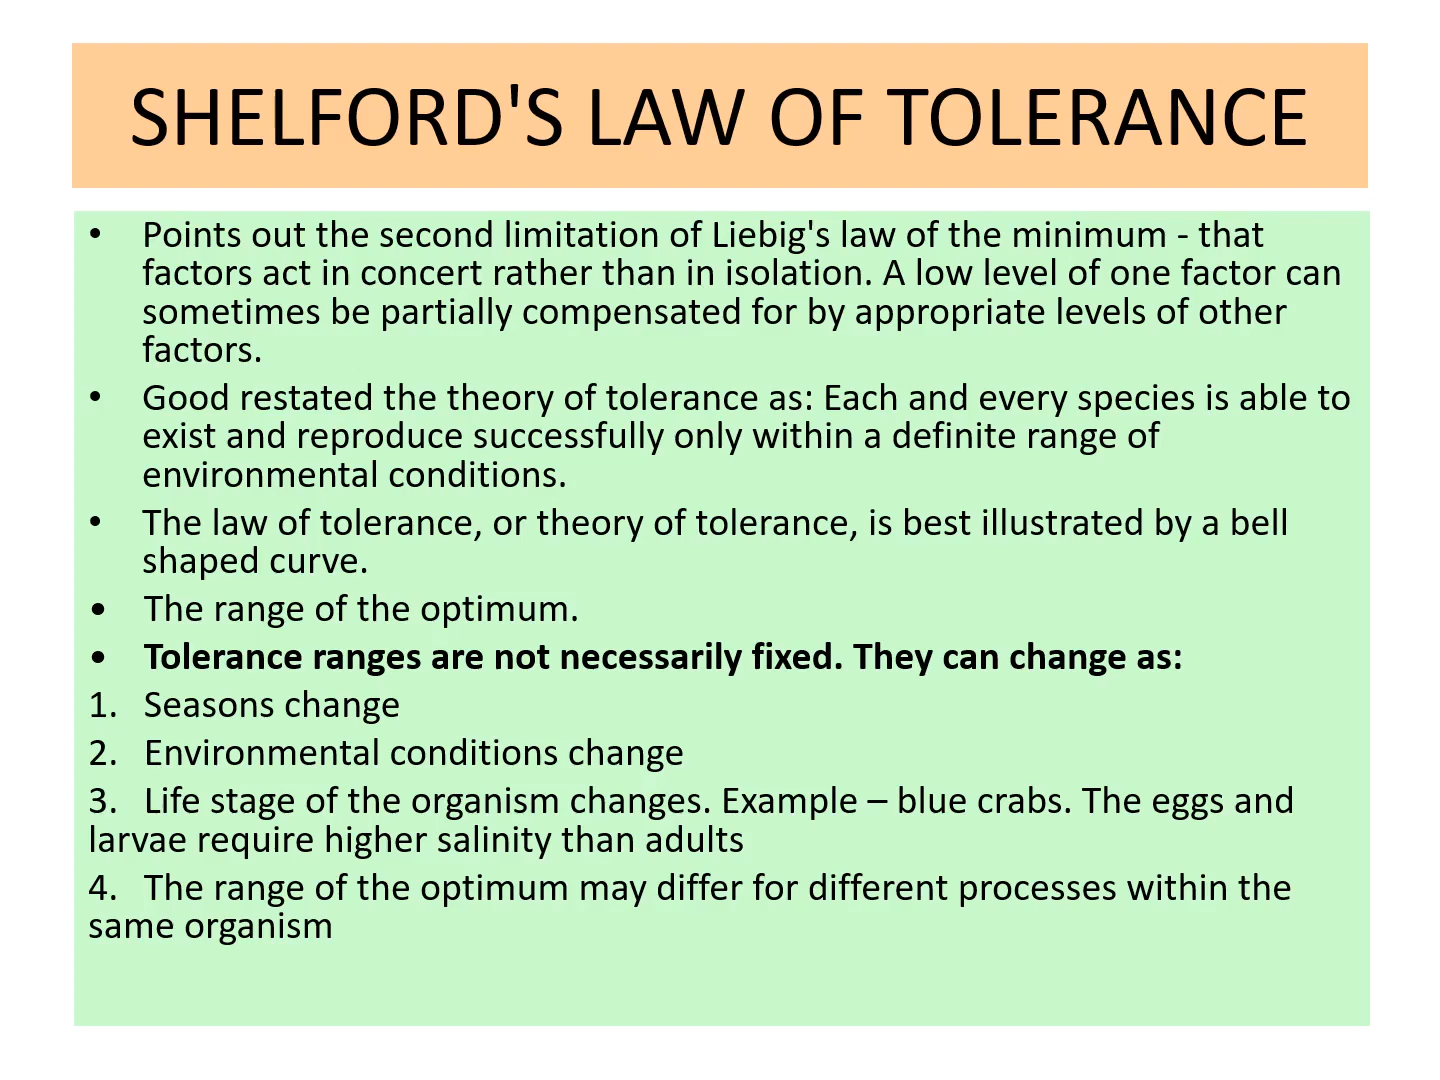 SHELFORD'S LAW OF TOLERANCE
• Points out the second limitation of Liebig's law of the minimum - that
factors act in concert rather than in isolation. A low level of one factor can
sometimes be partially compensated for by appropriate levels of other
factors.
• Good restated the theory of tolerance as: Each and every species is able to
exist and reproduce successfully only within a definite range of
environmental conditions.
• The law of tolerance, or theory of tolerance, is best illustrated by a bell
shaped curve.
• The range of the optimum.
• Tolerance ranges are not necessarily fixed. They can change as:
1. Seasons change
2. Environmental conditions change
3. Life stage of the organism changes. Example – blue crabs. The eggs and
larvae require higher salinity than adults
4. The range of the optimum may differ for different processes within the
same organism